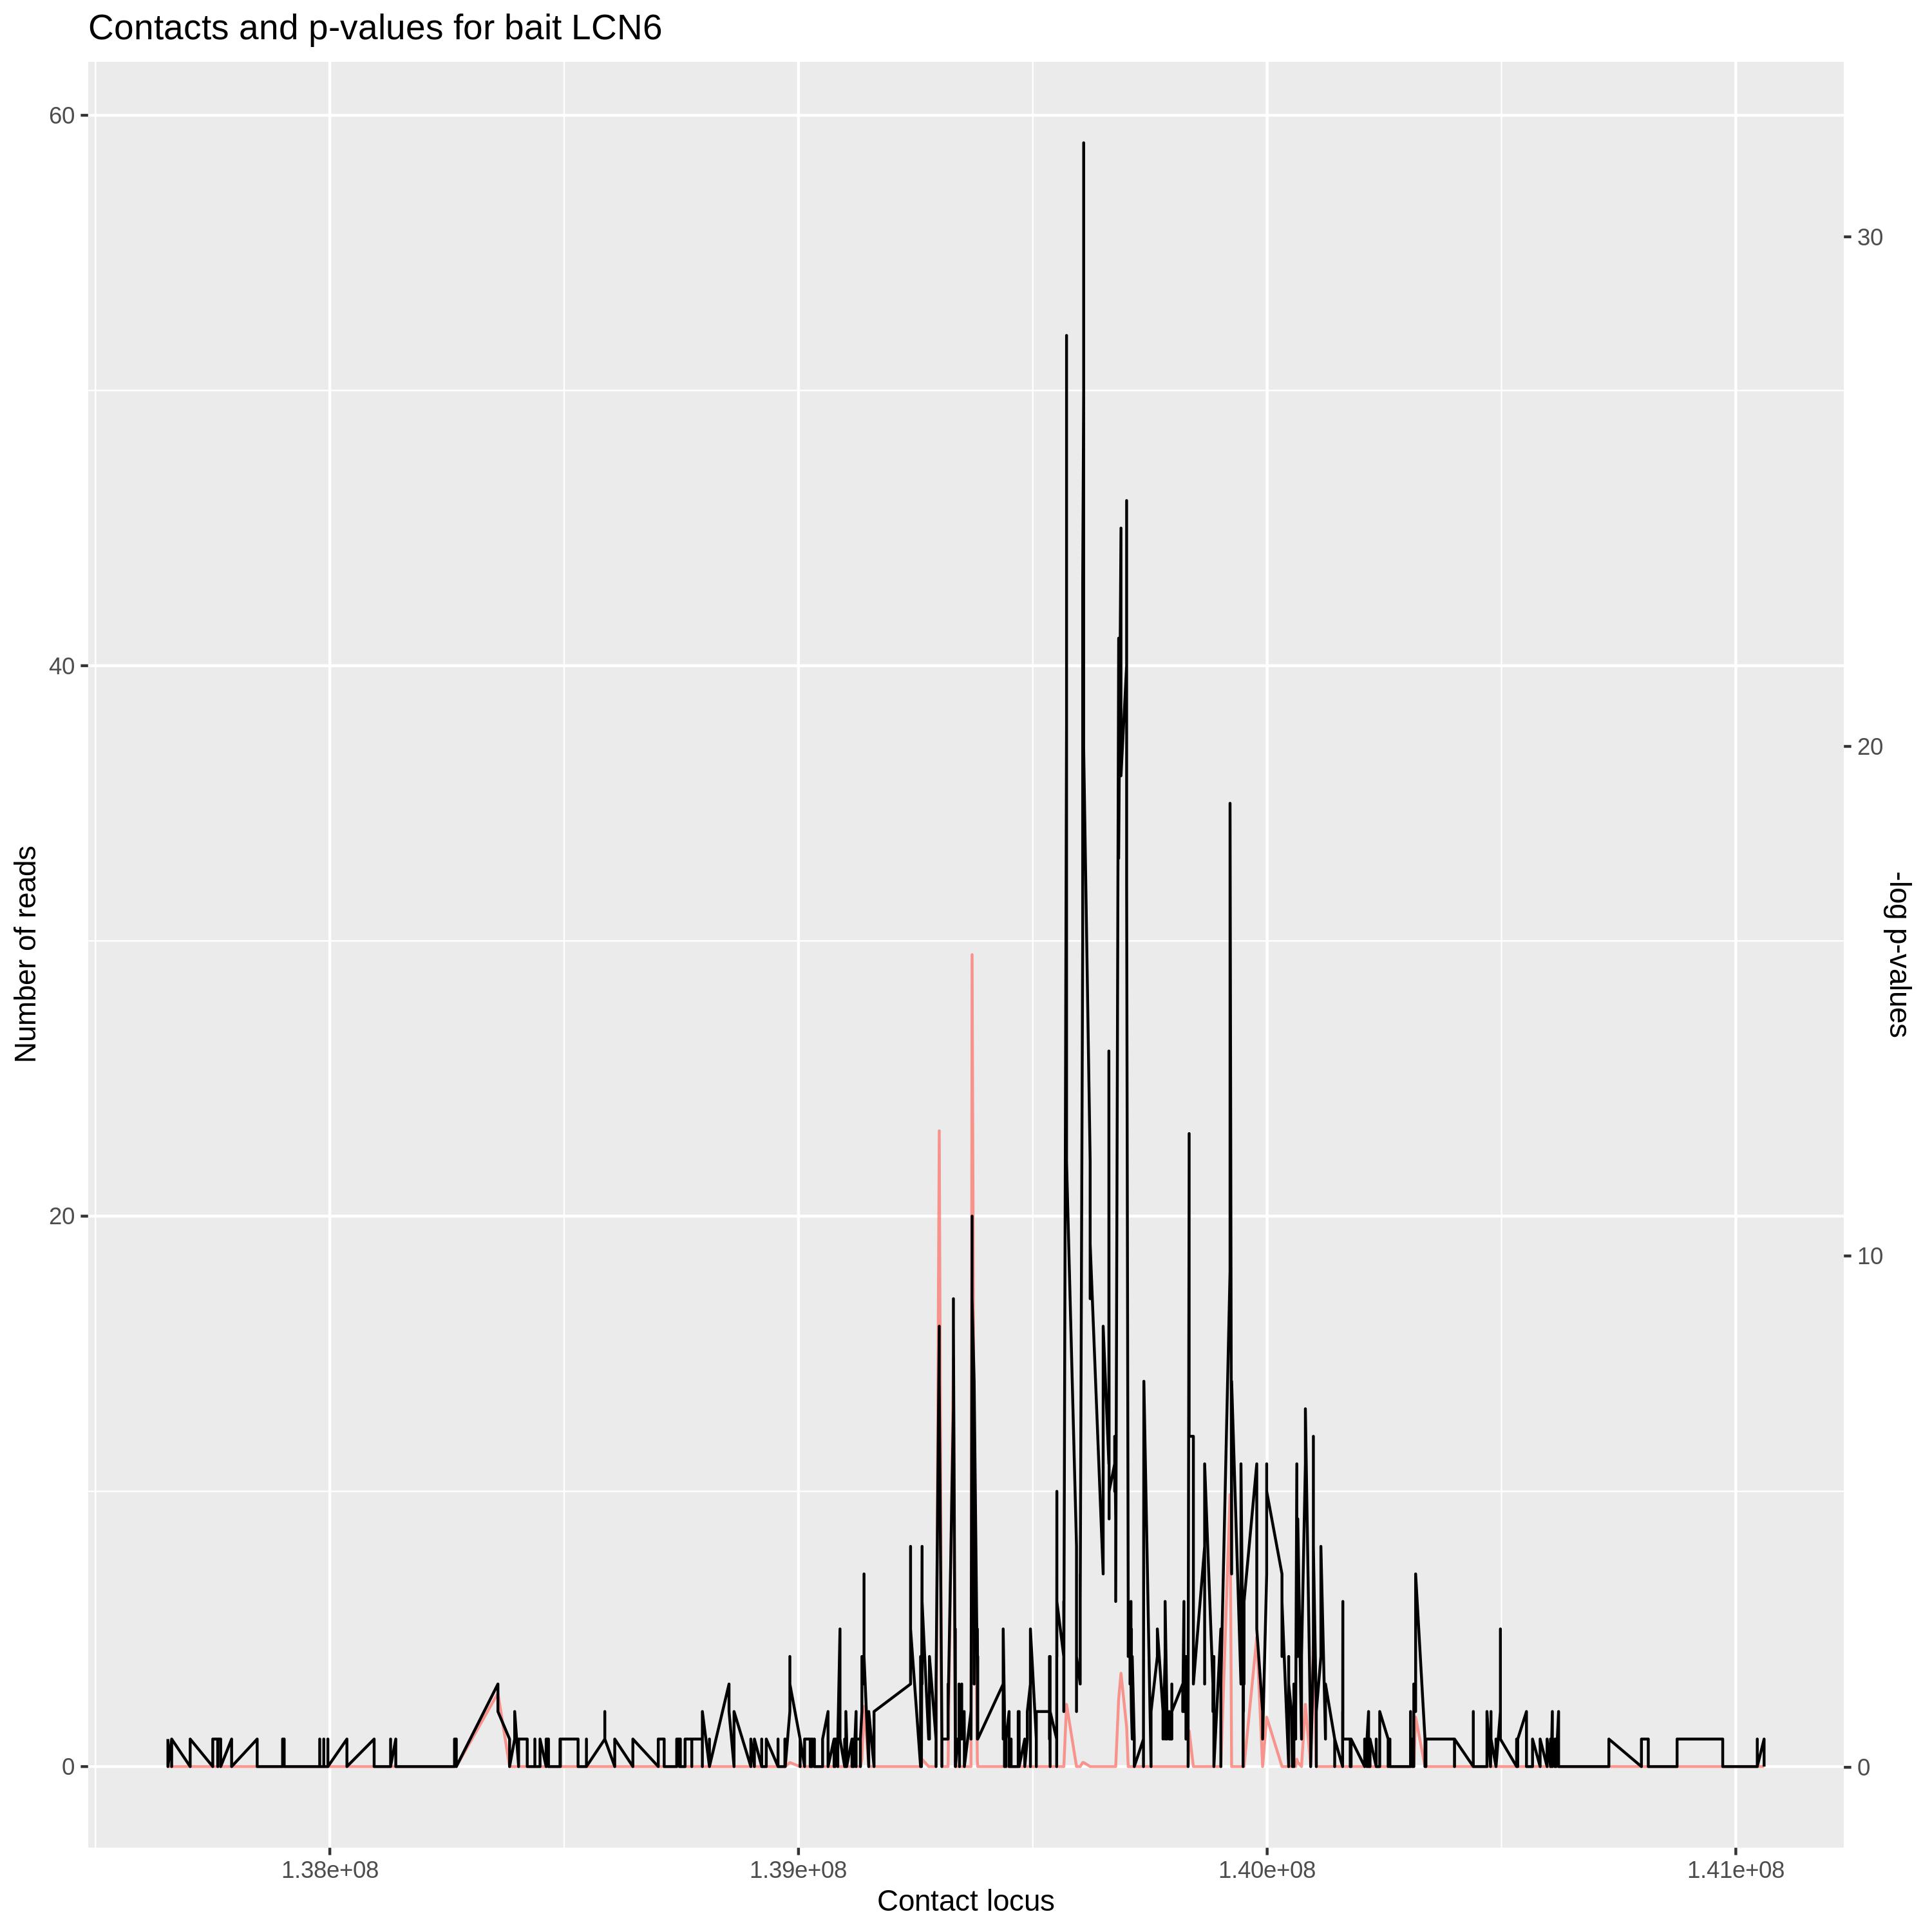 Contacts and p-values for bait LCN6
60
40
20
0
Number of reads
30
20
10
0
-log p-values
1.38e+08
1.39e+08
1.40e+08
1.41e+08
Contact locus